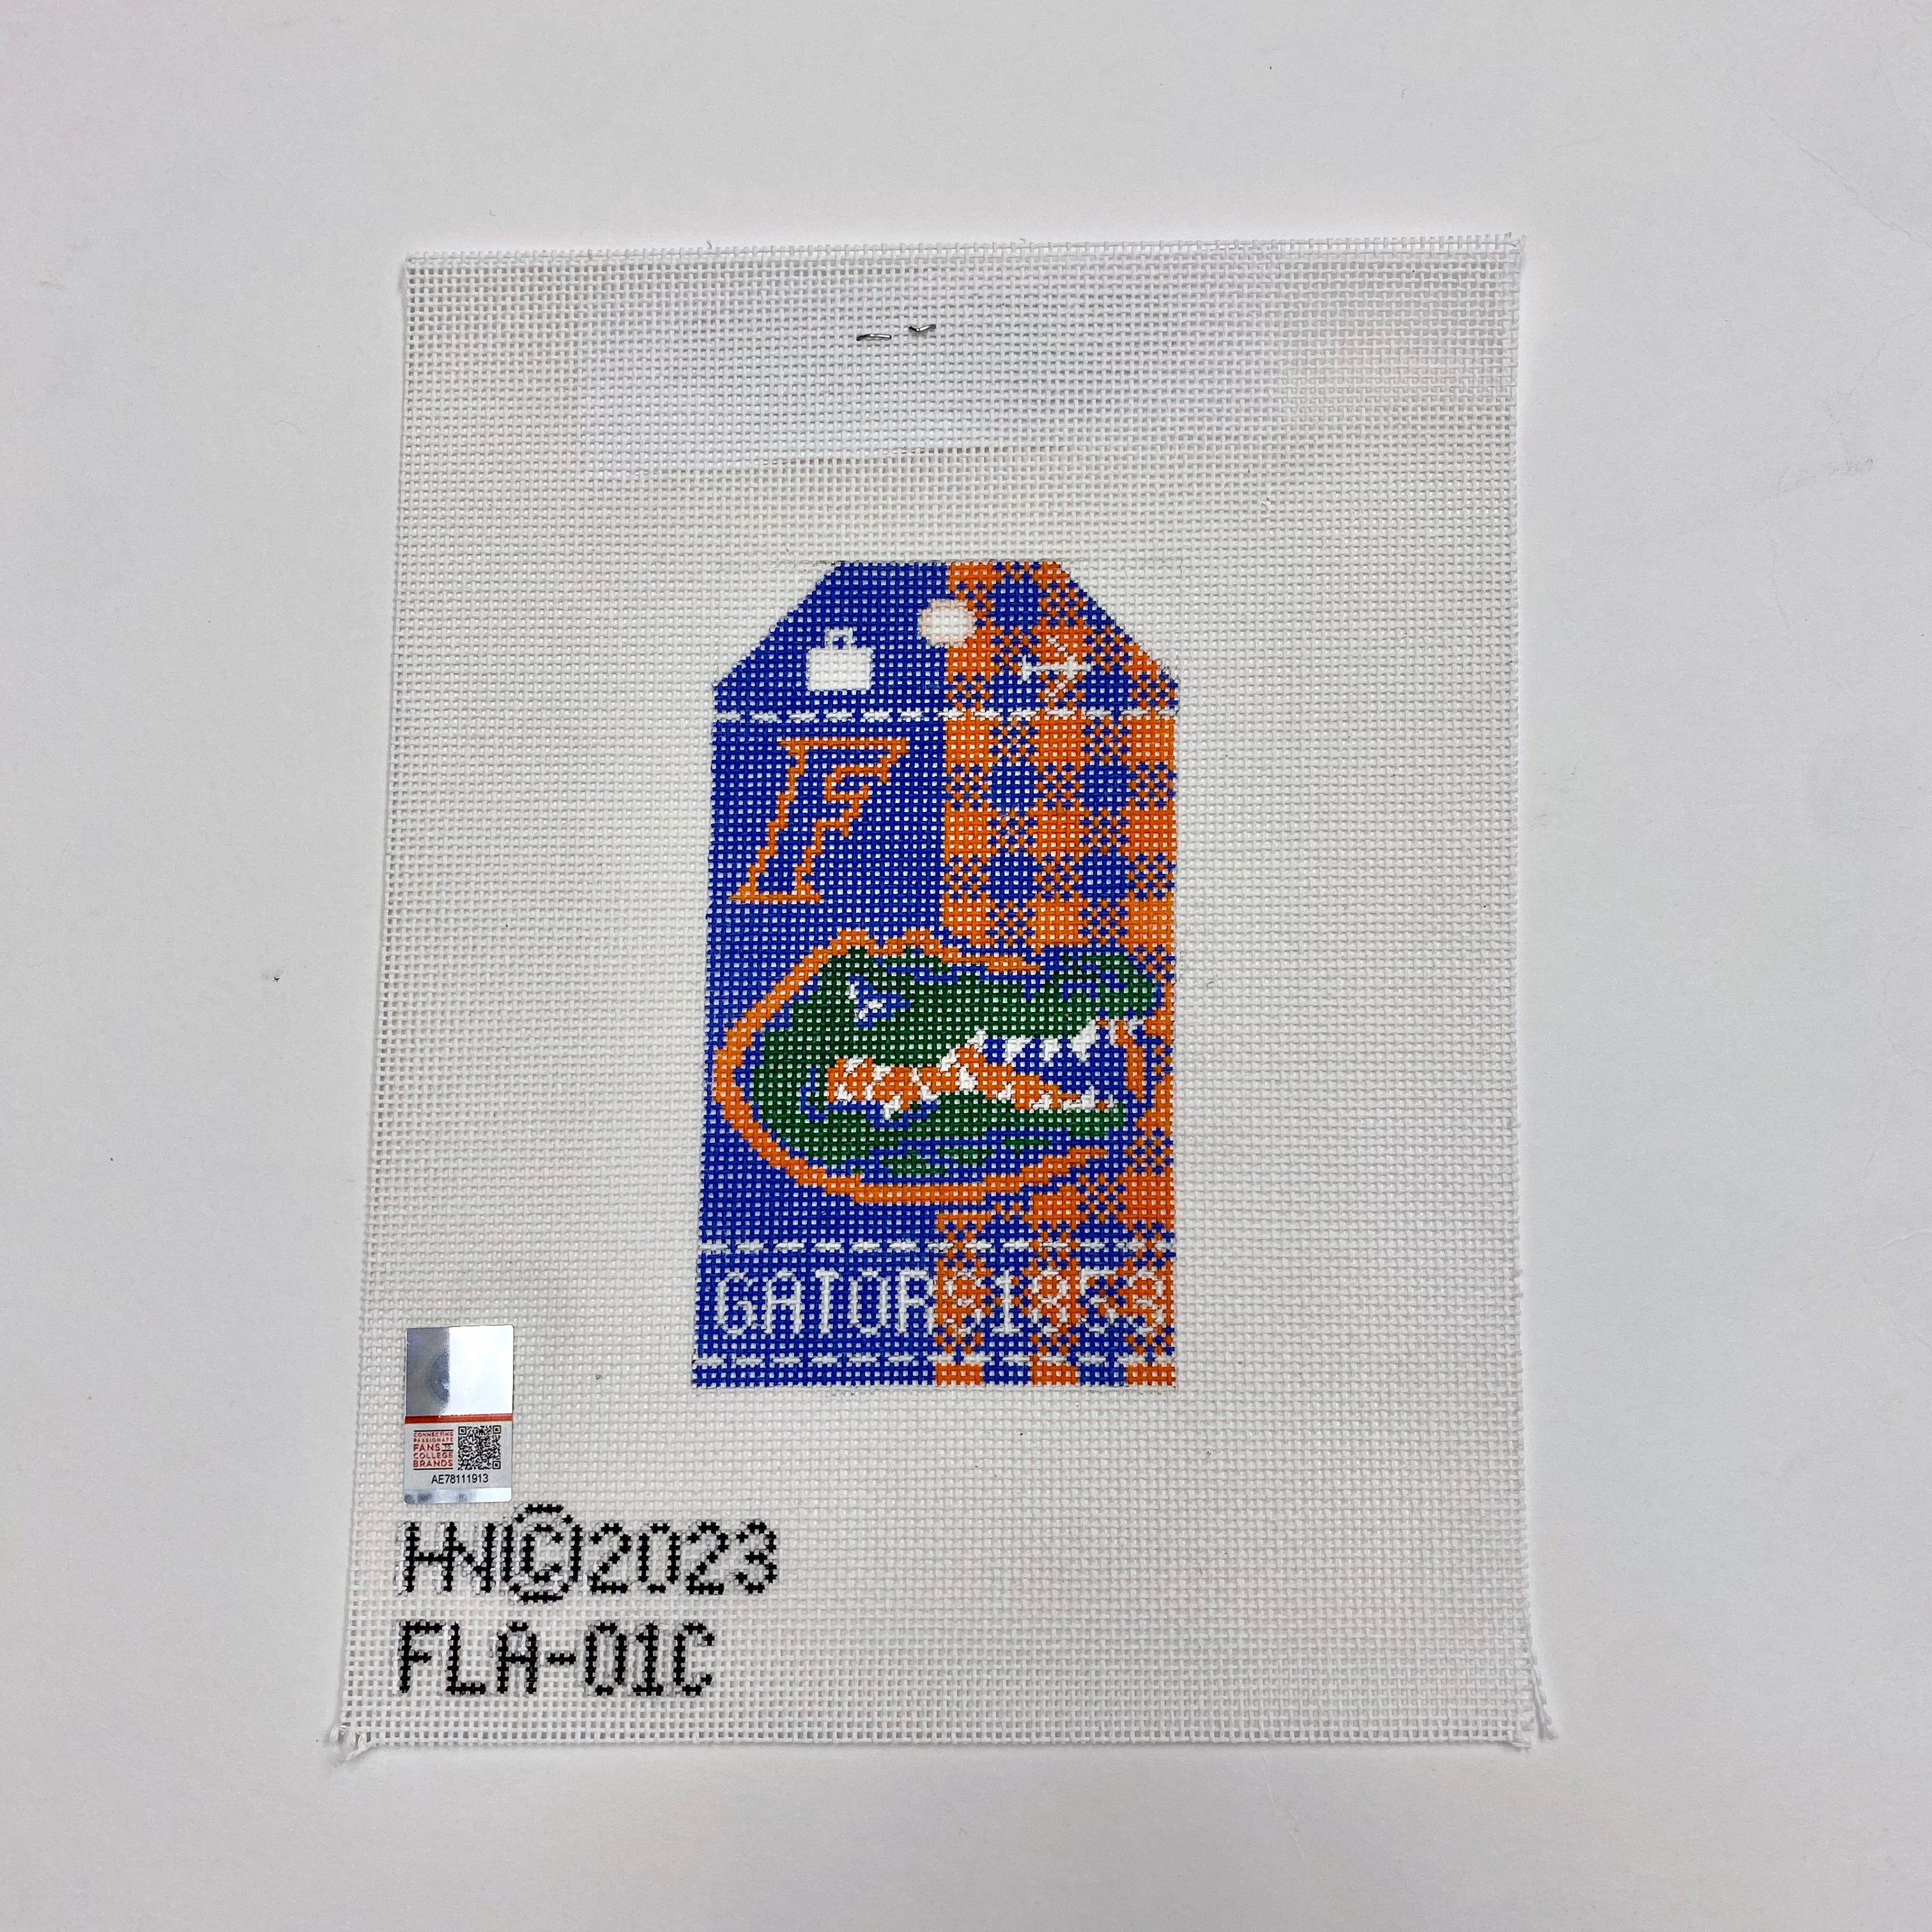 F
GATORS 1853
CONNECTING
PASSIONATE
FANS TO
COLLEGE
BRANDS
AE78111913
HN©2023
FLA-01C